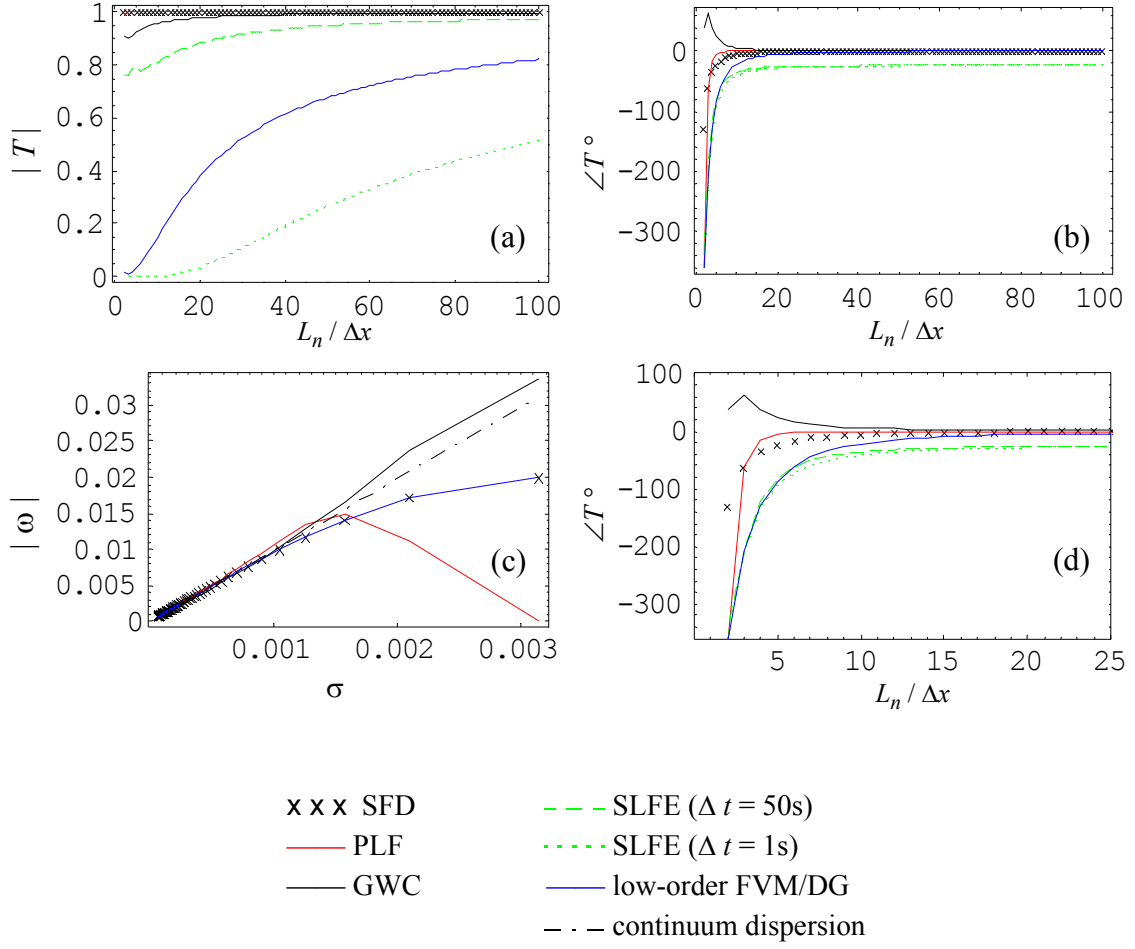 1
0.8
0.6
0.4
0.2
0
| T |
(a)
0 20 40 60 80 100
L_n / Δx
0
−100
−200
−300
∠T°
(b)
0 20 40 60 80 100
L_n / Δx
0.03
0.025
0.02
0.015
0.01
0.005
0
| ω |
(c)
0.001 0.002 0.003
σ
100
0
−100
−200
−300
∠T°
(d)
5 10 15 20 25
L_n / Δx
x x x SFD
PLF
GWC
SLFE (Δ t = 50s)
SLFE (Δ t = 1s)
low-order FVM/DG
continuum dispersion